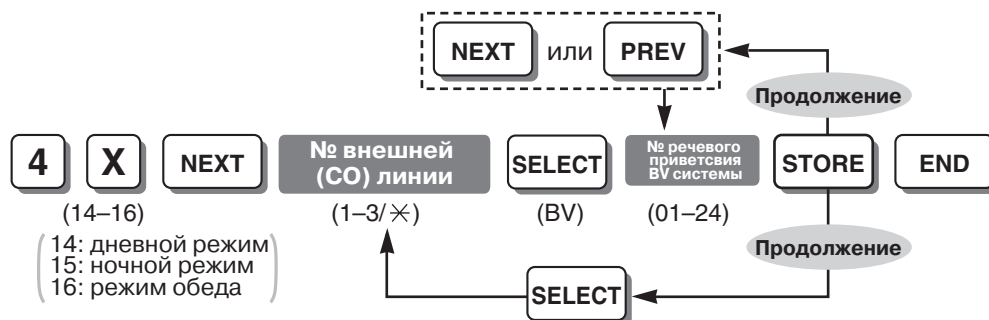 NEXT или PREV
Продолжение
4 X NEXT № внешней (CO) линии SELECT № речевого приветсвия BV системы STORE END
(14–16) (1–3/✳) (BV) (01–24)
14: дневной режим
15: ночной режим
16: режим обеда
Продолжение
SELECT